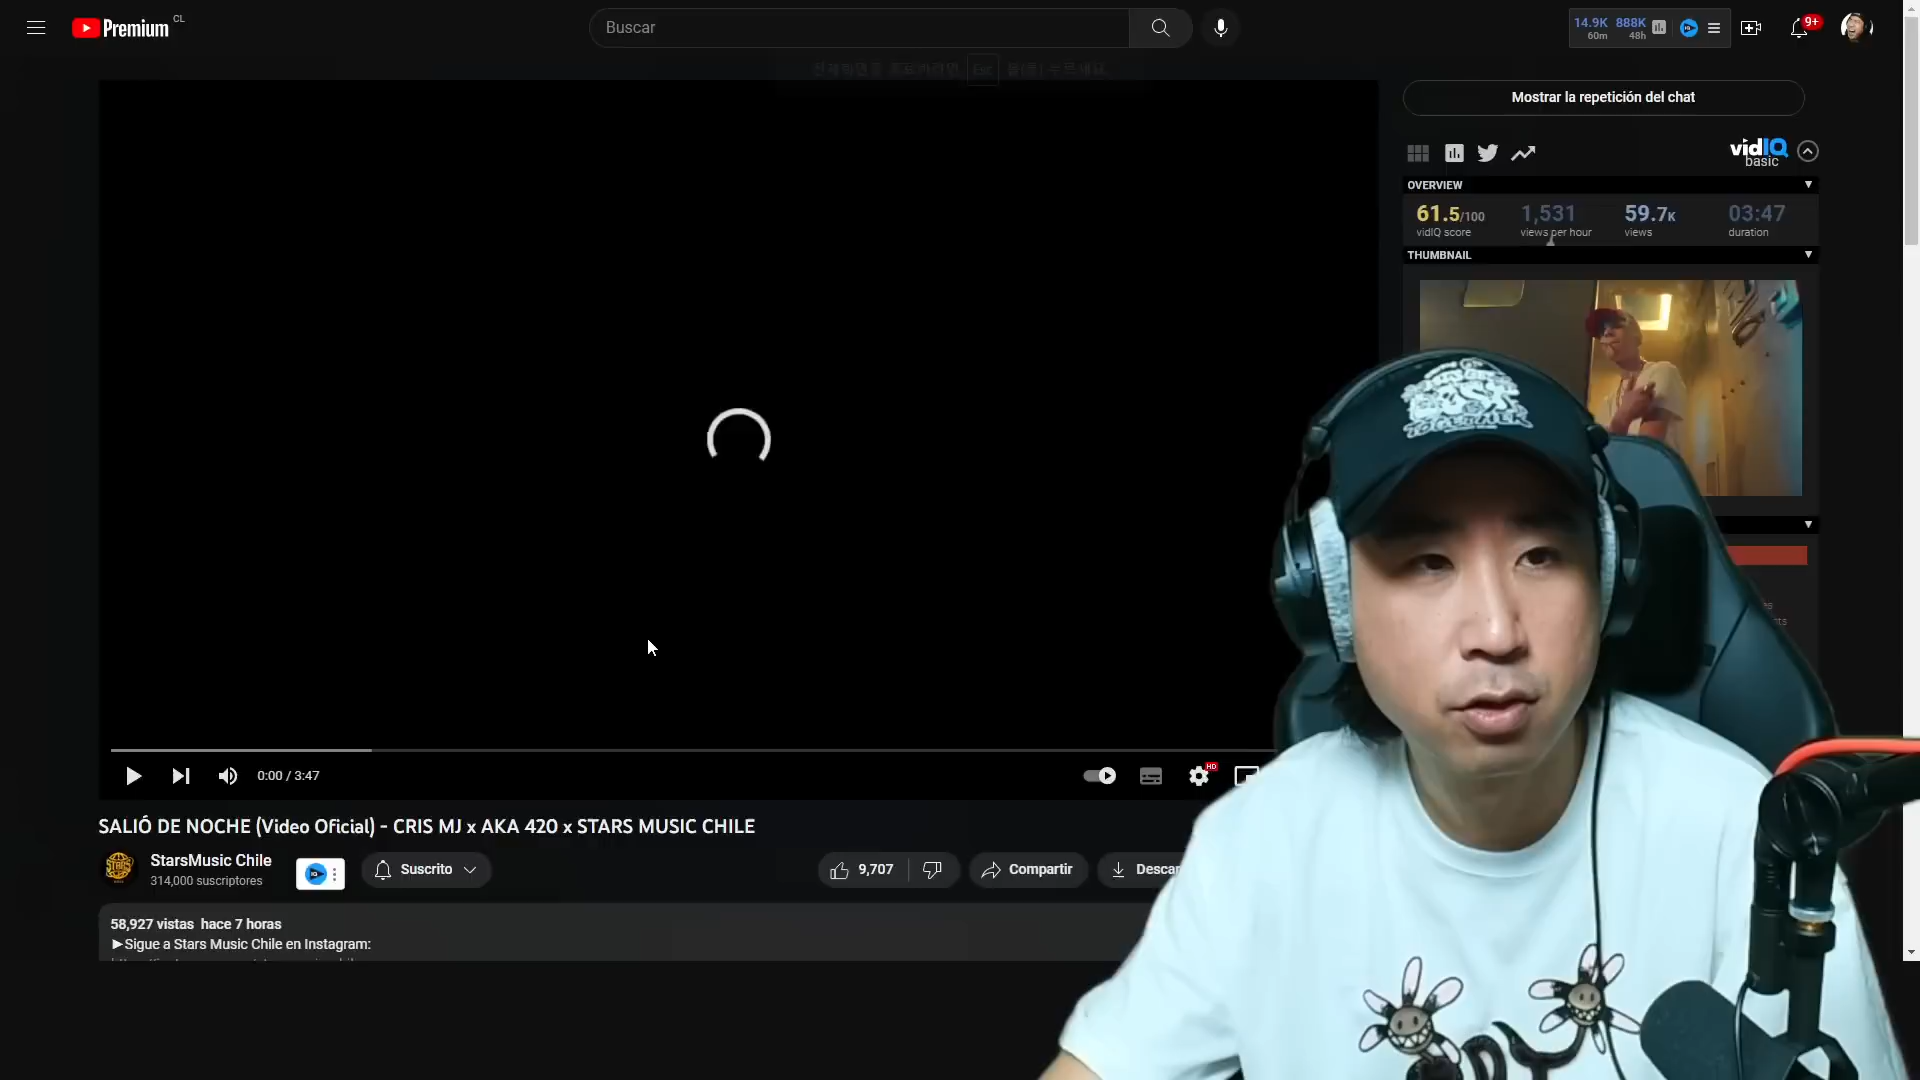 Premium CL
Buscar
14.9K 888K
60m 48h
9+
Esc
Mostrar la repetición del chat
vidIQ
basic
OVERVIEW
61.5/100 1,531 59.7K 03:47
vidIQ score views per hour views duration
THUMBNAIL
0:00 / 3:47
HD
SALIÓ DE NOCHE (Video Oficial) - CRIS MJ x AKA 420 x STARS MUSIC CHILE
StarsMusic Chile
314,000 suscriptores
Suscrito
9,707
Compartir
58,927 vistas hace 7 horas
►Sigue a Stars Music Chile en Instagram: